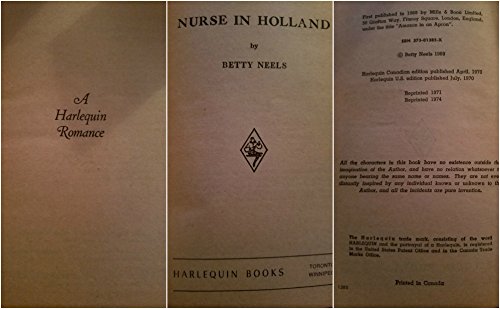 A
Harlequin
Romance
NURSE IN HOLLAND
by
BETTY NEELS
HARLEQUIN BOOKS
TORONTO
WINNIPE
First published in 1969 by Mills & Boon Limited,
50 Grafton Way, Fitzroy Square, London, England,
under the title "Amazon in an Apron".
SBN 373-01385-X
© Betty Neels 1969
Harlequin Canadian edition published April, 1970
Harlequin U.S. edition published July, 1970
Reprinted 1971
Reprinted 1974
All the characters in this book have no existence outside the
imagination of the Author, and have no relation whatsoever to
anyone bearing the same name or names. They are not even
distantly inspired by any individual known or unknown to the
Author, and all the incidents are pure invention.
The Harlequin trade mark, consisting of the word
HARLEQUIN and the portrayal of a Harlequin, is registered
in the United States Patent Office and in the Canada Trade
Marks Office.
1385
Printed in Canada